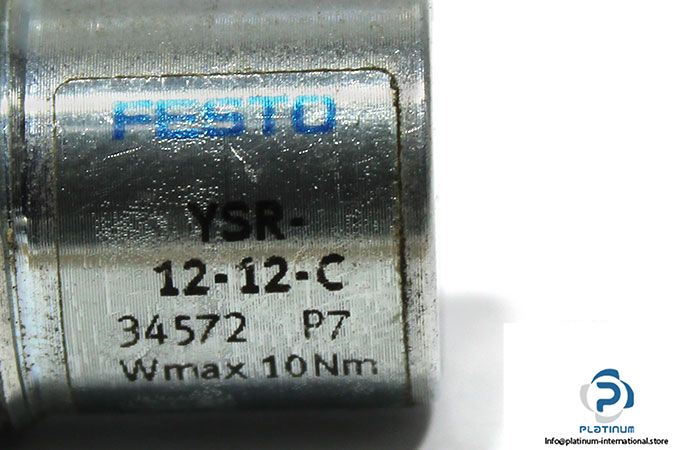 FESTO
YSR-
12-12-C
34572 P7
Wmax 10Nm
PLATINUM
Info@platinum-international.store